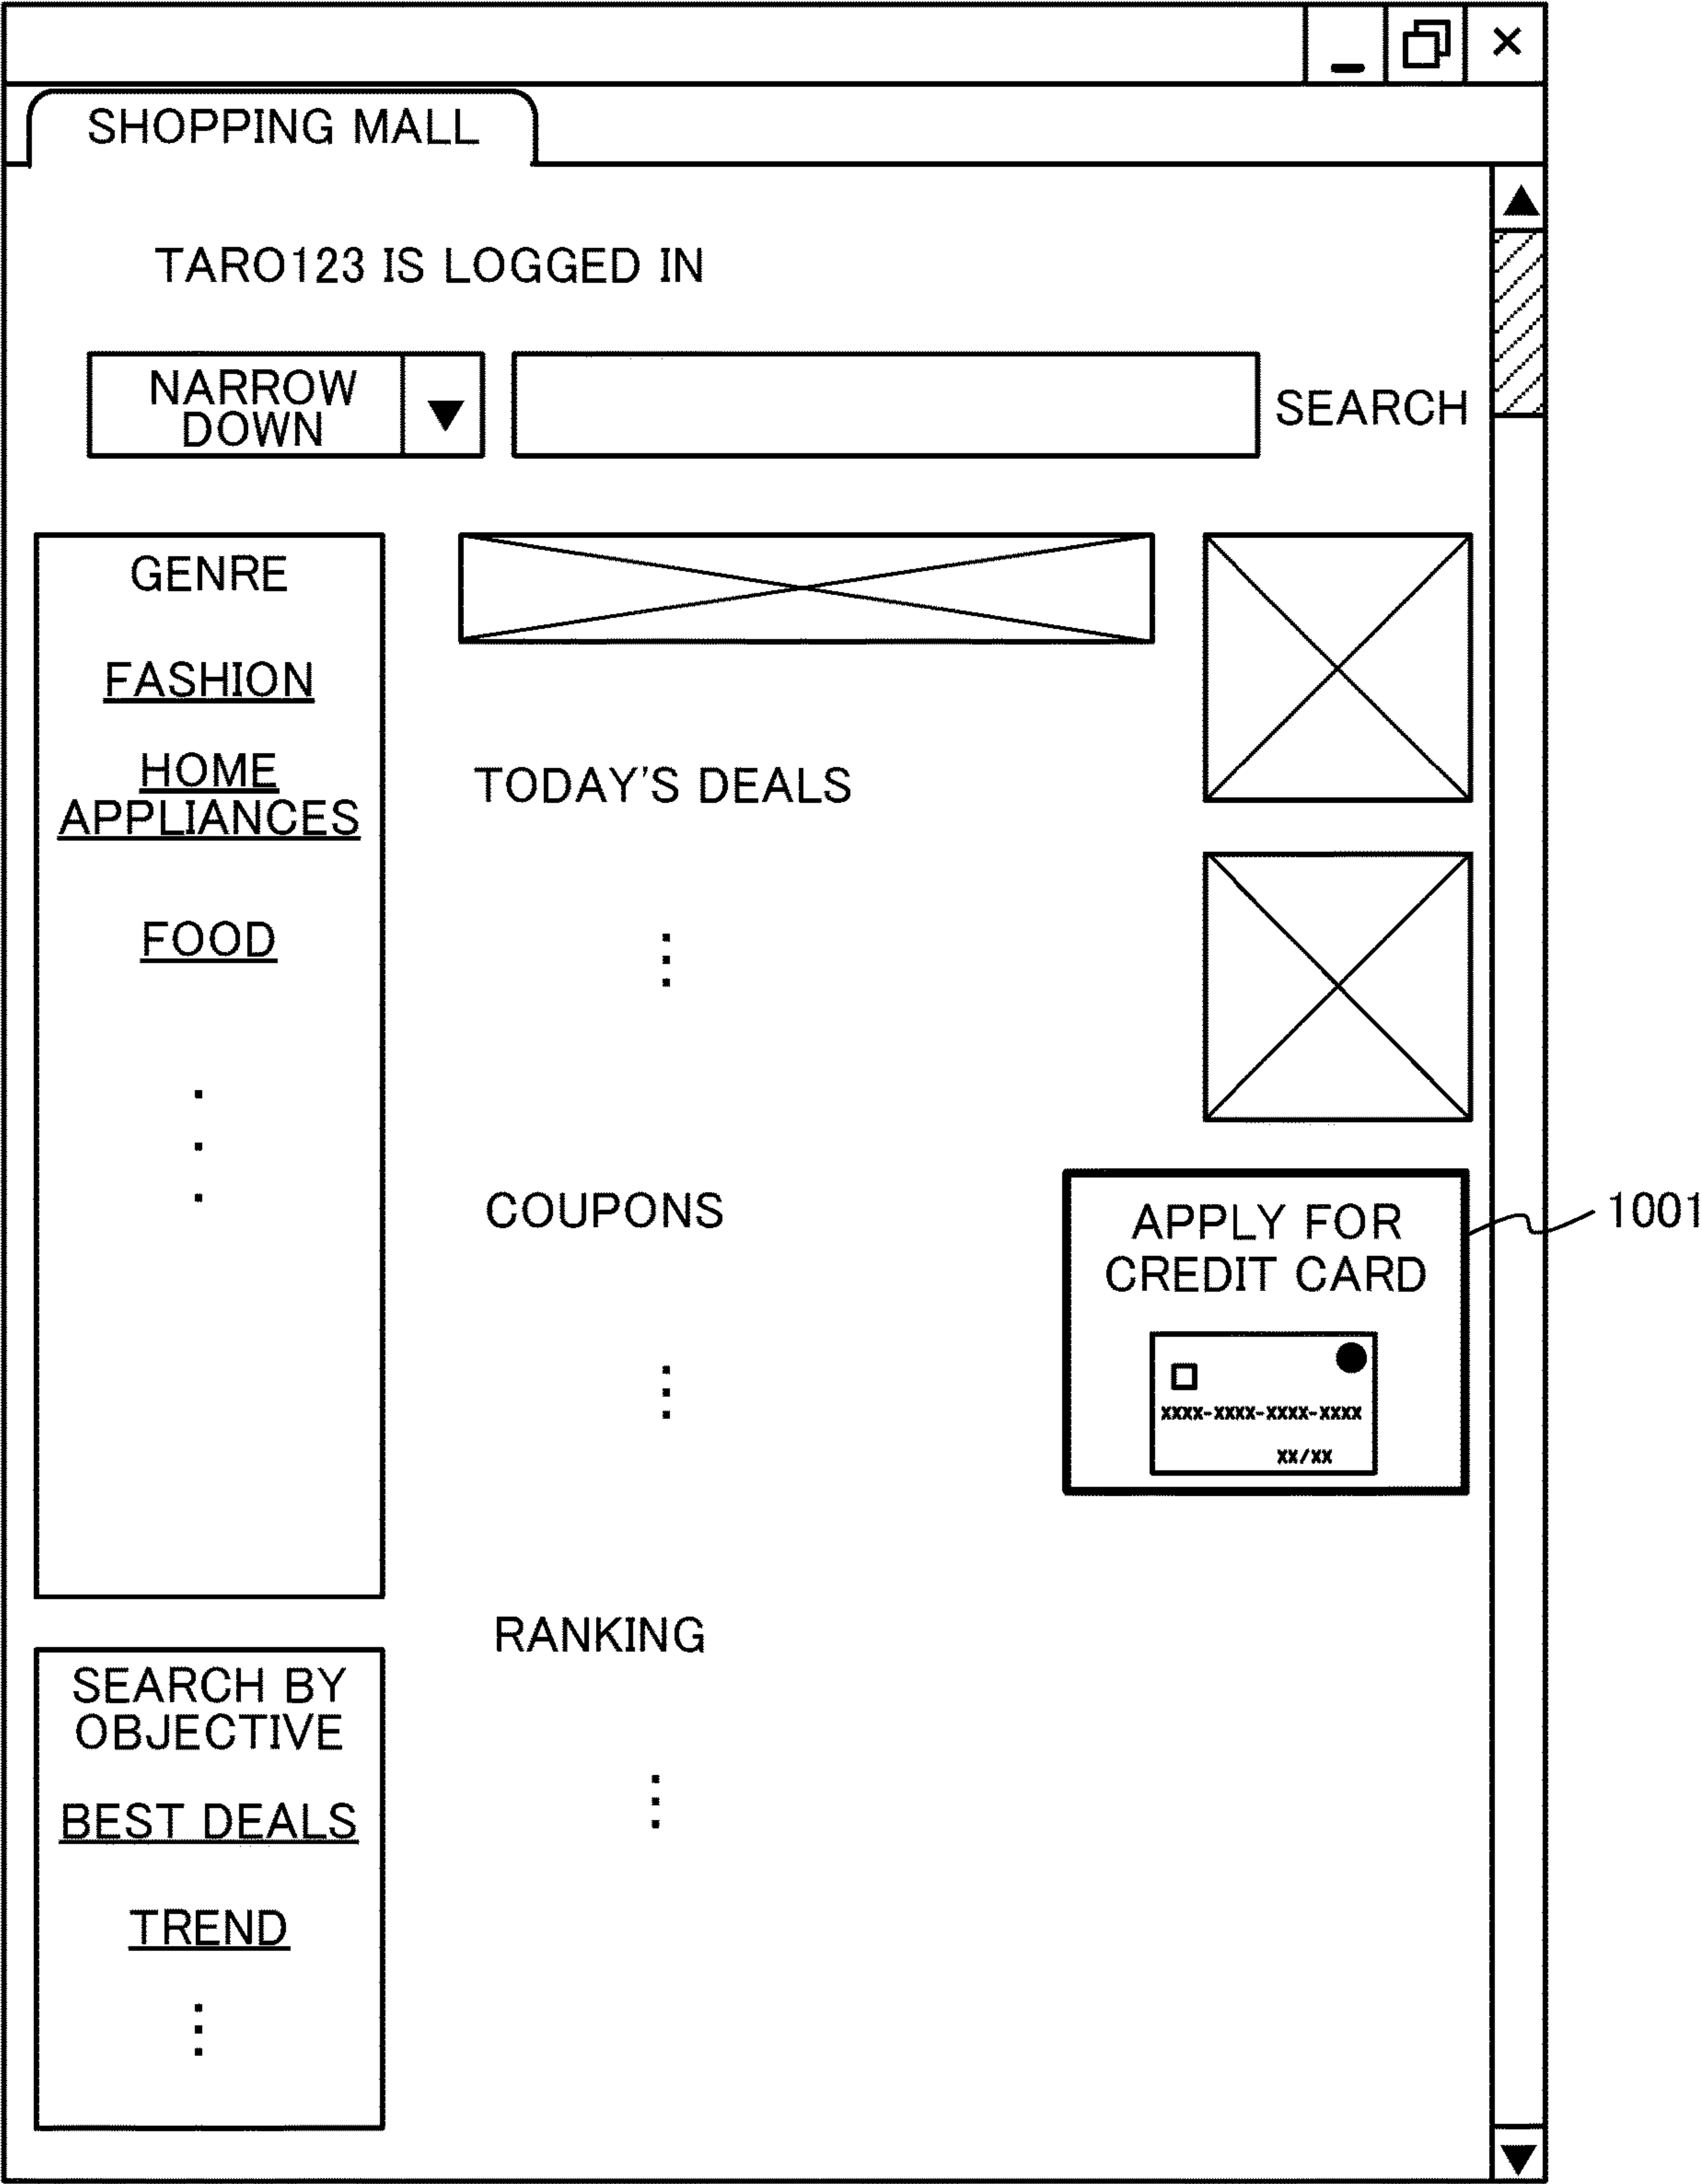 SHOPPING MALL
TARO123 IS LOGGED IN
NARROW
DOWN
SEARCH
GENRE
FASHION
HOME
APPLIANCES
FOOD
TODAY'S DEALS
COUPONS
RANKING
APPLY FOR
CREDIT CARD
XXXX-XXXX-XXXX-XXXX
XX/XX
1001
SEARCH BY
OBJECTIVE
BEST DEALS
TREND